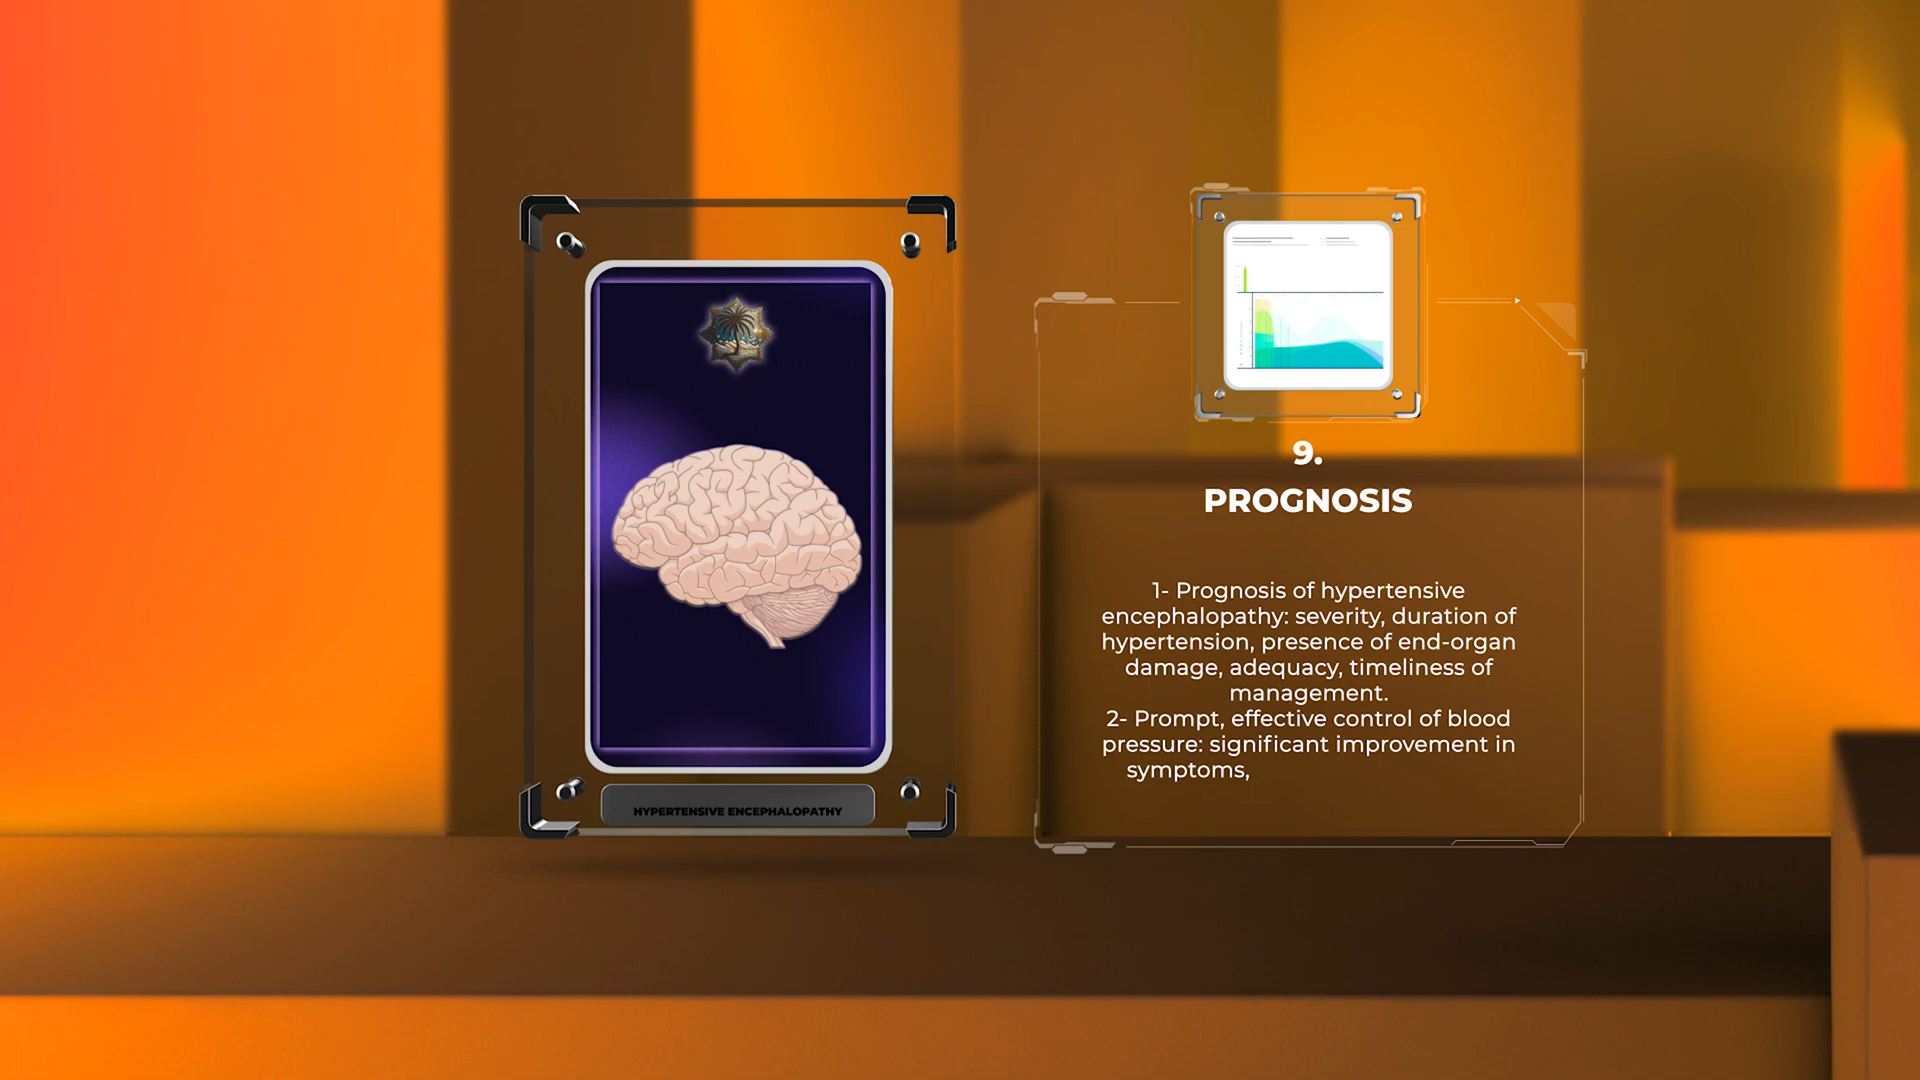 HYPERTENSIVE ENCEPHALOPATHY
9.
PROGNOSIS
1- Prognosis of hypertensive
encephalopathy: severity, duration of
hypertension, presence of end-organ
damage, adequacy, timeliness of
management.
2- Prompt, effective control of blood
pressure: significant improvement in
symptoms,